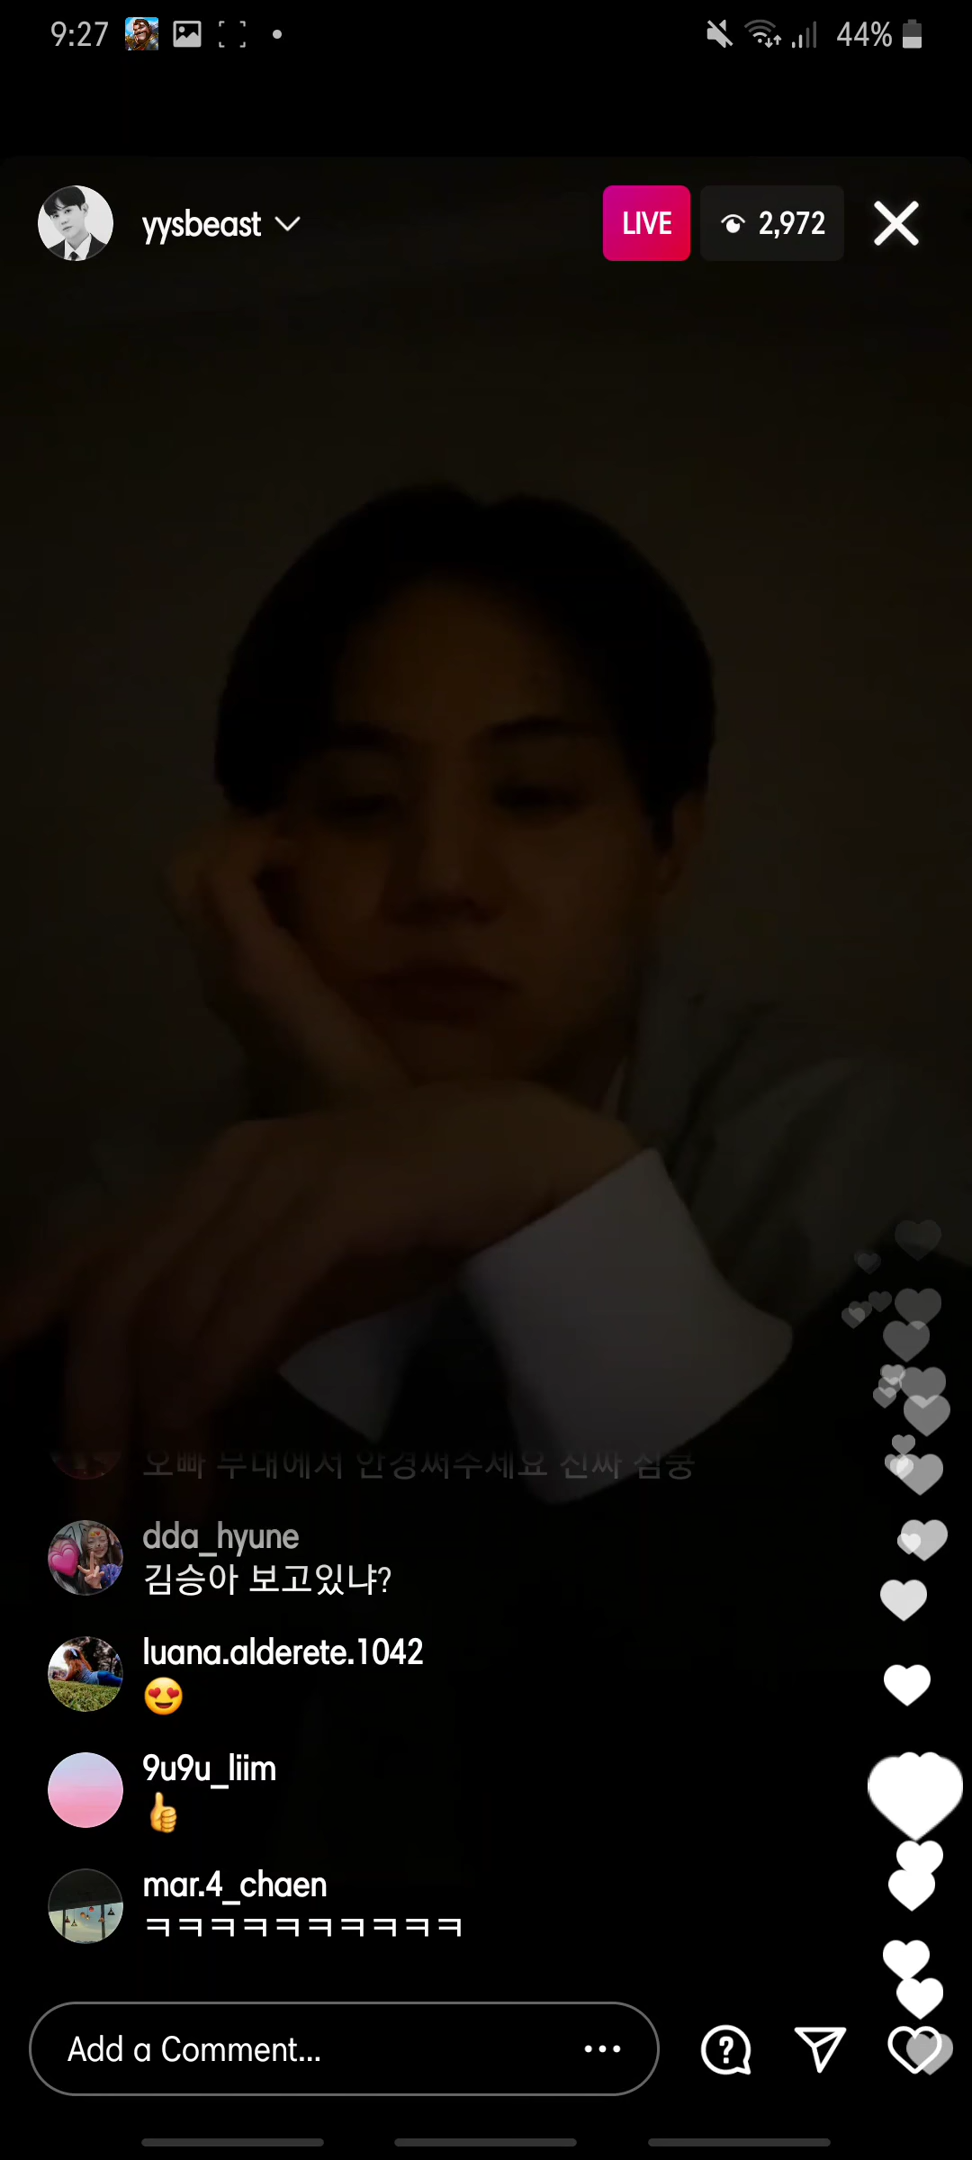 9:27
44%
yysbeast
LIVE
2,972
오빠 무대에서 안경써주세요 진짜 심쿵
dda_hyune
김승아 보고있냐?
luana.alderete.1042
😍
9u9u_liim
👍
mar.4_chaen
ㅋㅋㅋㅋㅋㅋㅋㅋㅋㅋ
Add a Comment...